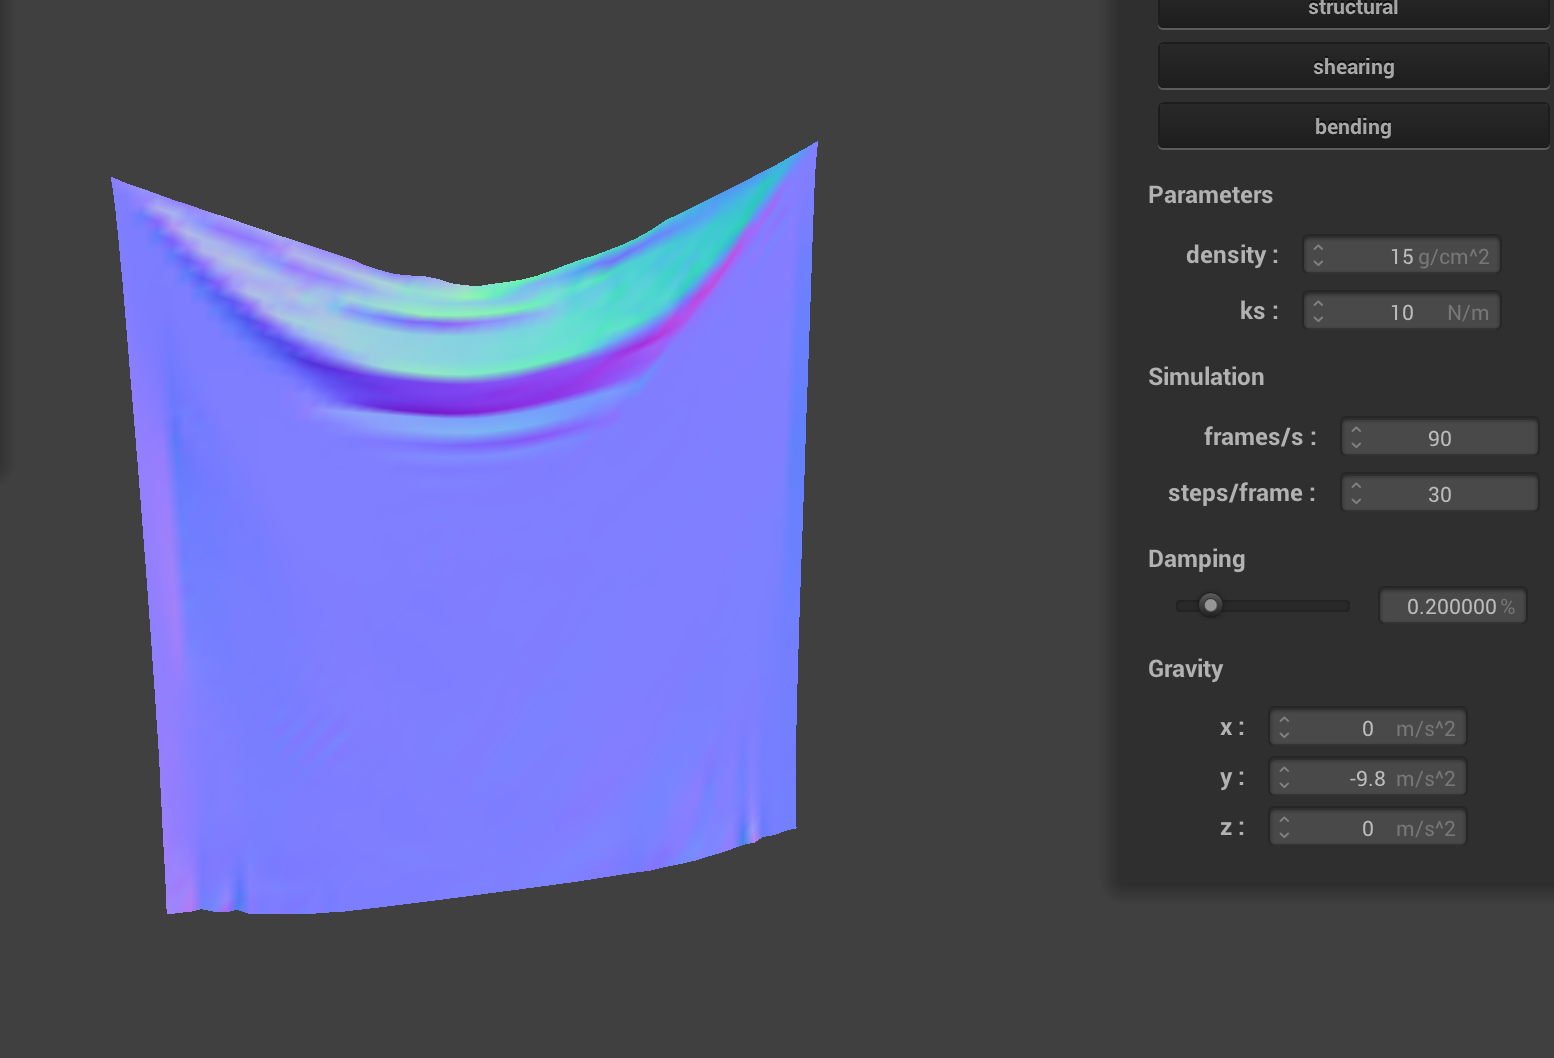 structural
shearing
bending
Parameters
density : 15 g/cm^2
ks : 10 N/m
Simulation
frames/s : 90
steps/frame : 30
Damping
0.200000 %
Gravity
x : 0 m/s^2
y : -9.8 m/s^2
z : 0 m/s^2